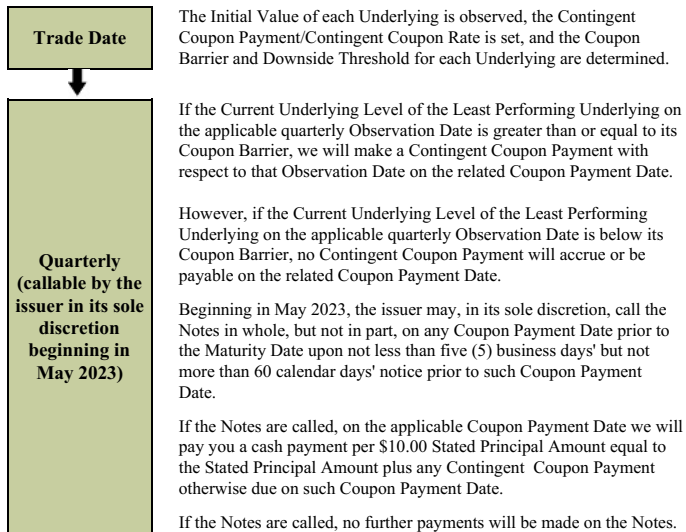 Trade Date
The Initial Value of each Underlying is observed, the Contingent
Coupon Payment/Contingent Coupon Rate is set, and the Coupon
Barrier and Downside Threshold for each Underlying are determined.
Quarterly
(callable by the
issuer in its sole
discretion
beginning in
May 2023)
If the Current Underlying Level of the Least Performing Underlying on
the applicable quarterly Observation Date is greater than or equal to its
Coupon Barrier, we will make a Contingent Coupon Payment with
respect to that Observation Date on the related Coupon Payment Date.
However, if the Current Underlying Level of the Least Performing
Underlying on the applicable quarterly Observation Date is below its
Coupon Barrier, no Contingent Coupon Payment will accrue or be
payable on the related Coupon Payment Date.
Beginning in May 2023, the issuer may, in its sole discretion, call the
Notes in whole, but not in part, on any Coupon Payment Date prior to
the Maturity Date upon not less than five (5) business days' but not
more than 60 calendar days' notice prior to such Coupon Payment
Date.
If the Notes are called, on the applicable Coupon Payment Date we will
pay you a cash payment per $10.00 Stated Principal Amount equal to
the Stated Principal Amount plus any Contingent Coupon Payment
otherwise due on such Coupon Payment Date.
If the Notes are called, no further payments will be made on the Notes.